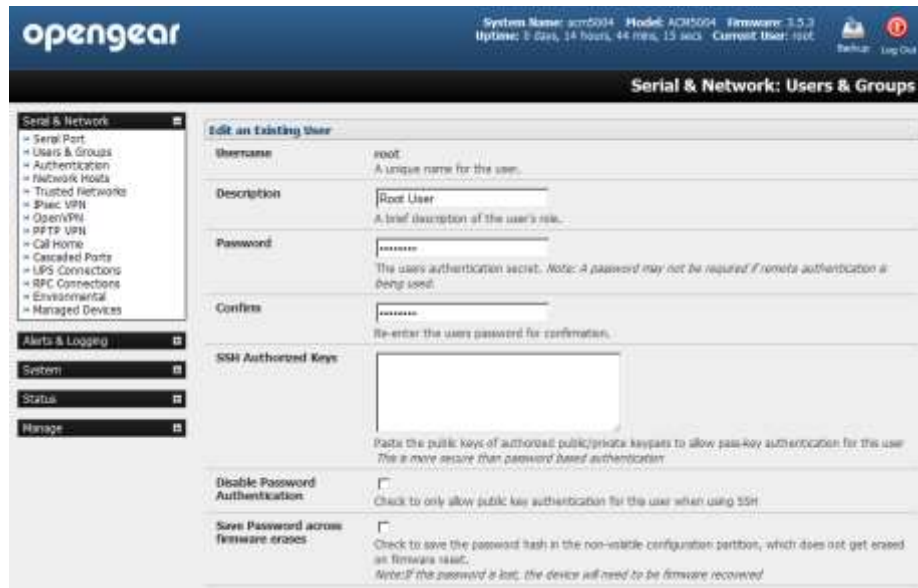 opengear
System Name: acm5004 Model: ACM5004 Firmware: 3.5.3
Uptime: 0 days, 14 hours, 44 mins, 15 secs Current User: root
Backup
Log Out
Serial & Network: Users & Groups
Serial & Network
Serial Port
Users & Groups
Authentication
Network Hosts
Trusted Networks
IPsec VPN
OpenVPN
PPTP VPN
Call Home
Cascaded Ports
UPS Connections
RPC Connections
Environmental
Managed Devices
Alerts & Logging
System
Status
Manage
Edit an Existing User
Username
root
A unique name for the user.
Description
Root User
A brief description of the user's role.
Password
••••••••
The users authentication secret. Note: A password may not be required if remote authentication is
being used.
Confirm
••••••••
Re-enter the users password for confirmation.
SSH Authorized Keys
Paste the public keys of authorized public/private keypairs to allow pass-key authentication for this user
This is more secure than password based authentication
Disable Password
Authentication
Check to only allow public key authentication for this user when using SSH
Save Password across
firmware erases
Check to save the password hash in the non-volatile configuration partition, which does not get erased
on firmware reset.
Note:If this password is lost, the device will need to be firmware recovered